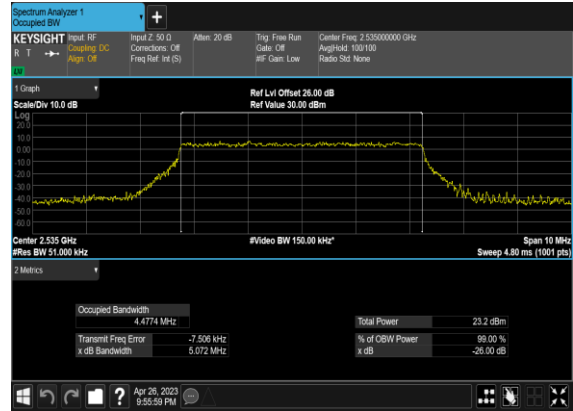 Spectrum Analyzer 1
Occupied BW
KEYSIGHT Input: RF Input Z: 50 Ω Atten: 20 dB Trig: Free Run Center Freq: 2.535000000 GHz
R T Coupling: DC Corrections: Off Gate: Off Avg|Hold: 100/100
Align: Off Freq Ref: Int (S) #IF Gain: Low Radio Std: None
1 Graph Ref Lvl Offset 26.00 dB
Scale/Div 10.0 dB Ref Value 30.00 dBm
Log
20.0
10.0
0.00
-10.0
-20.0
-30.0
-40.0
-50.0
-60.0
Center 2.535 GHz #Video BW 150.00 kHz* Span 10 MHz
#Res BW 51.000 kHz Sweep 4.80 ms (1001 pts)
2 Metrics
Occupied Bandwidth
4.4774 MHz Total Power 23.2 dBm
Transmit Freq Error -7.506 kHz % of OBW Power 99.00 %
x dB Bandwidth 5.072 MHz x dB -26.00 dB
Apr 26, 2023
9:55:59 PM